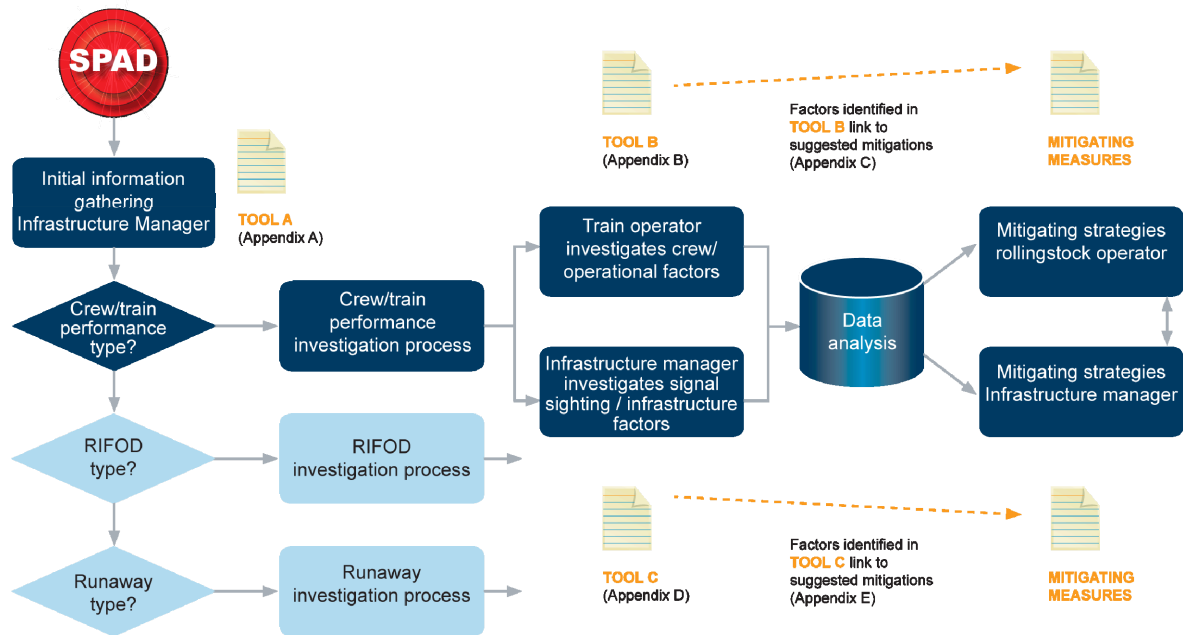 SPAD
Initial information
gathering
Infrastructure Manager
TOOL A
(Appendix A)
Crew/train
performance
type?
Crew/train
performance
investigation process
RIFOD
type?
RIFOD
investigation process
Runaway
type?
Runaway
investigation process
TOOL B
(Appendix B)
Factors identified in
TOOL B link to
suggested mitigations
(Appendix C)
MITIGATING
MEASURES
Train operator
investigates crew/
operational factors
Infrastructure manager
investigates signal
sighting / infrastructure
factors
Data
analysis
Mitigating strategies
rollingstock operator
Mitigating strategies
Infrastructure manager
TOOL C
(Appendix D)
Factors identified in
TOOL C link to
suggested mitigations
(Appendix E)
MITIGATING
MEASURES